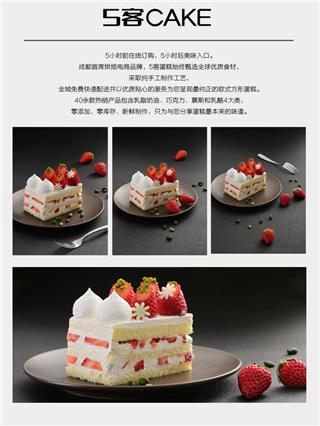 5客CAKE
5小时前在线订购，5小时后美味入口。
成都首席烘焙电商品牌，5客蛋糕始终甄选全球优质食材，
采取纯手工制作工艺，
全城免费快速配送并以优质贴心的服务为您呈现最纯正的欧式方形蛋糕。
40余款热销产品包含乳脂奶油、巧克力、慕斯和乳酪4大类，
零添加、零库存、新鲜制作，只为与您分享蛋糕最本来的味道。